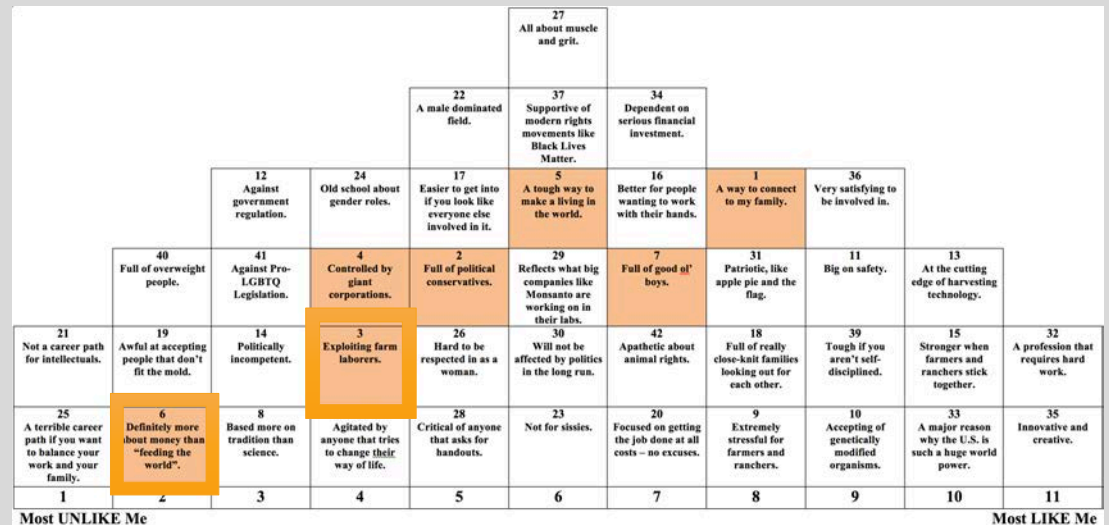 27
All about muscle
and grit.
22
A male dominated
field.
37
Supportive of
modern rights
movements like
Black Lives
Matter.
34
Dependent on
serious financial
investment.
12
Against
government
regulation.
24
Old school about
gender roles.
17
Easier to get into
if you look like
everyone else
involved in it.
5
A tough way to
make a living in
the world.
16
Better for people
wanting to work
with their hands.
1
A way to connect
to my family.
36
Very satisfying to
be involved in.
40
Full of overweight
people.
41
Against Pro-
LGBTQ
Legislation.
4
Controlled by
giant
corporations.
2
Full of political
conservatives.
29
Reflects what big
companies like
Monsanto are
working on in
their labs.
7
Full of good ol’
boys.
31
Patriotic, like
apple pie and the
flag.
11
Big on safety.
13
At the cutting
edge of harvesting
technology.
21
Not a career path
for intellectuals.
19
Awful at accepting
people that don’t
fit the mold.
14
Politically
incompetent.
3
Exploiting farm
laborers.
26
Hard to be
respected in as a
woman.
30
Will not be
affected by politics
in the long run.
42
Apathetic about
animal rights.
18
Full of really
close-knit families
looking out for
each other.
39
Tough if you
aren’t self-
disciplined.
15
Stronger when
farmers and
ranchers stick
together.
32
A profession that
requires hard
work.
25
A terrible career
path if you want
to balance your
work and your
family.
6
Definitely more
about money than
“feeding the
world”.
8
Based more on
tradition than
science.
Agitated by
anyone that tries
to change their
way of life.
28
Critical of anyone
that asks for
handouts.
23
Not for sissies.
20
Focused on getting
the job done at all
costs – no excuses.
9
Extremely
stressful for
farmers and
ranchers.
10
Accepting of
genetically
modified
organisms.
33
A major reason
why the U.S. is
such a huge world
power.
35
Innovative and
creative.
1 2 3 4 5 6 7 8 9 10 11
Most UNLIKE Me Most LIKE Me